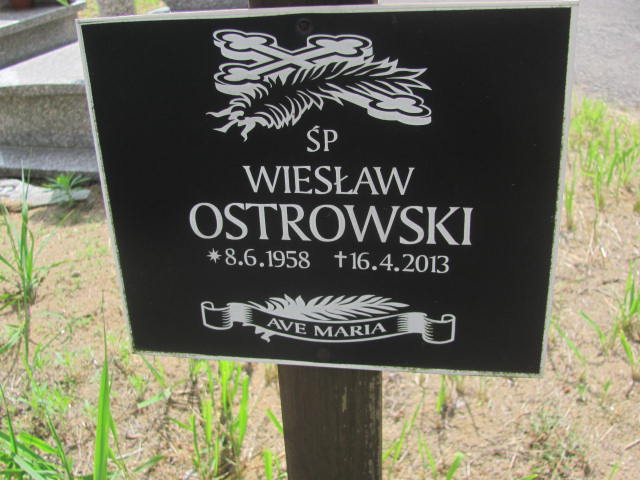 ŚP
WIESŁAW
OSTROWSKI
*8.6.1958 †16.4.2013
AVE MARIA